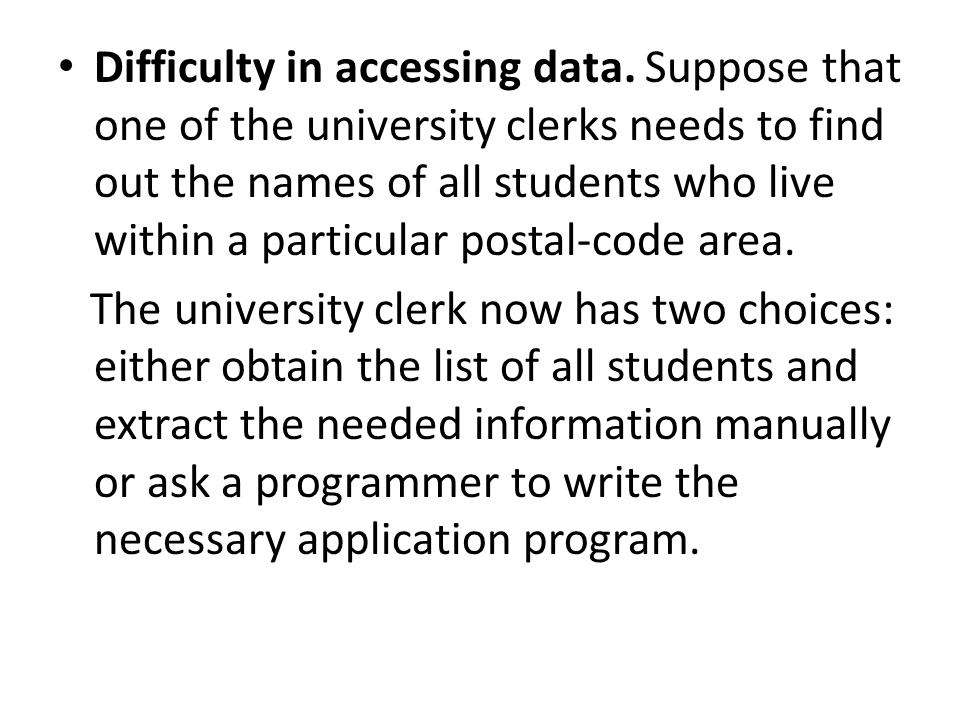 • Difficulty in accessing data. Suppose that
one of the university clerks needs to find
out the names of all students who live
within a particular postal-code area.
The university clerk now has two choices:
either obtain the list of all students and
extract the needed information manually
or ask a programmer to write the
necessary application program.